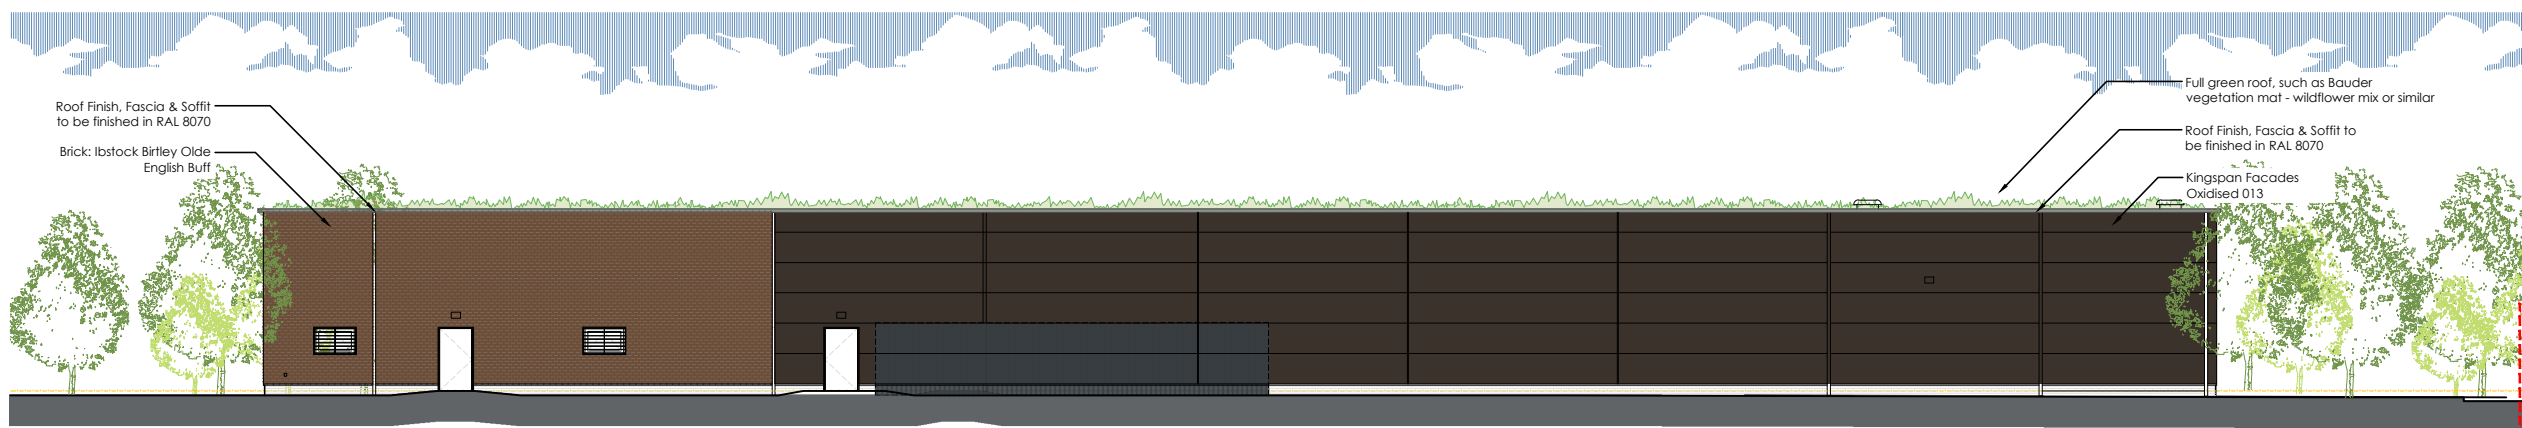 Roof Finish, Fascia & Soffit
to be finished in RAL 8070
Brick: Ibstock Birtley Olde
English Buff
Full green roof, such as Bauder
vegetation mat - wildflower mix or similar
Roof Finish, Fascia & Soffit to
be finished in RAL 8070
Kingspan Facades
Oxidised 013